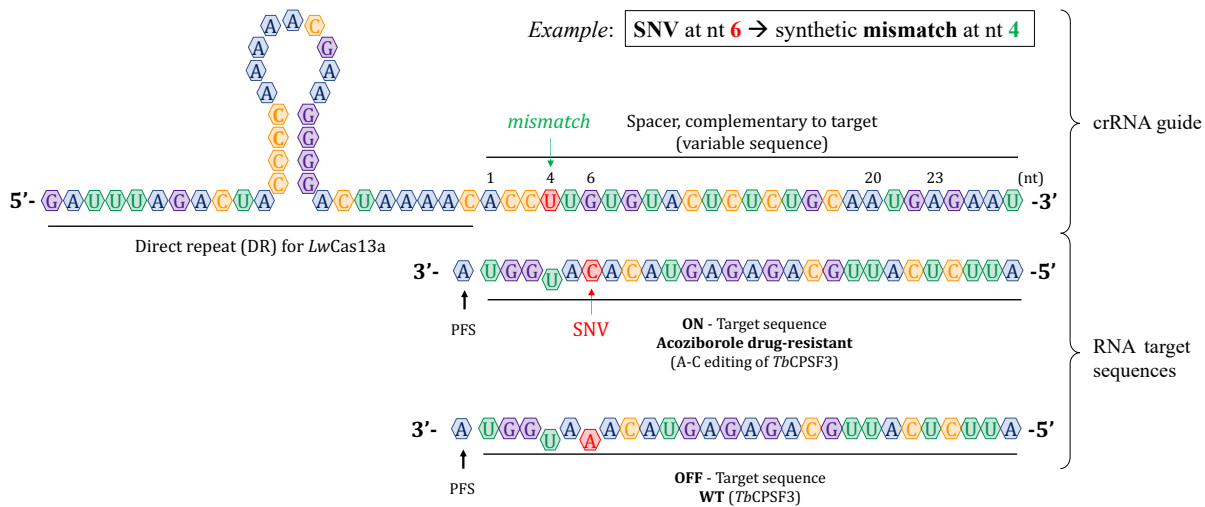 Example: SNV at nt 6 → synthetic mismatch at nt 4
A A A C G
A A
A A
C G
C G
C G
C G
mismatch
Spacer, complementary to target
(variable sequence)
crRNA guide
1 4 6 20 23 (nt)
5'- GAUUUAGACUA ACUAAAACACCUUGUGUACUCUCUGCAAUGAGAAU -3'
Direct repeat (DR) for LwCas13a
3'- A UGGUACACAUGAGAGACGUUACUCUUA -5'
PFS
SNV
ON - Target sequence
Acoziborole drug-resistant
(A-C editing of TbCPSF3)
RNA target
sequences
3'- A UGGUAAACAUGAGAGACGUUACUCUUA -5'
PFS
OFF - Target sequence
WT (TbCPSF3)